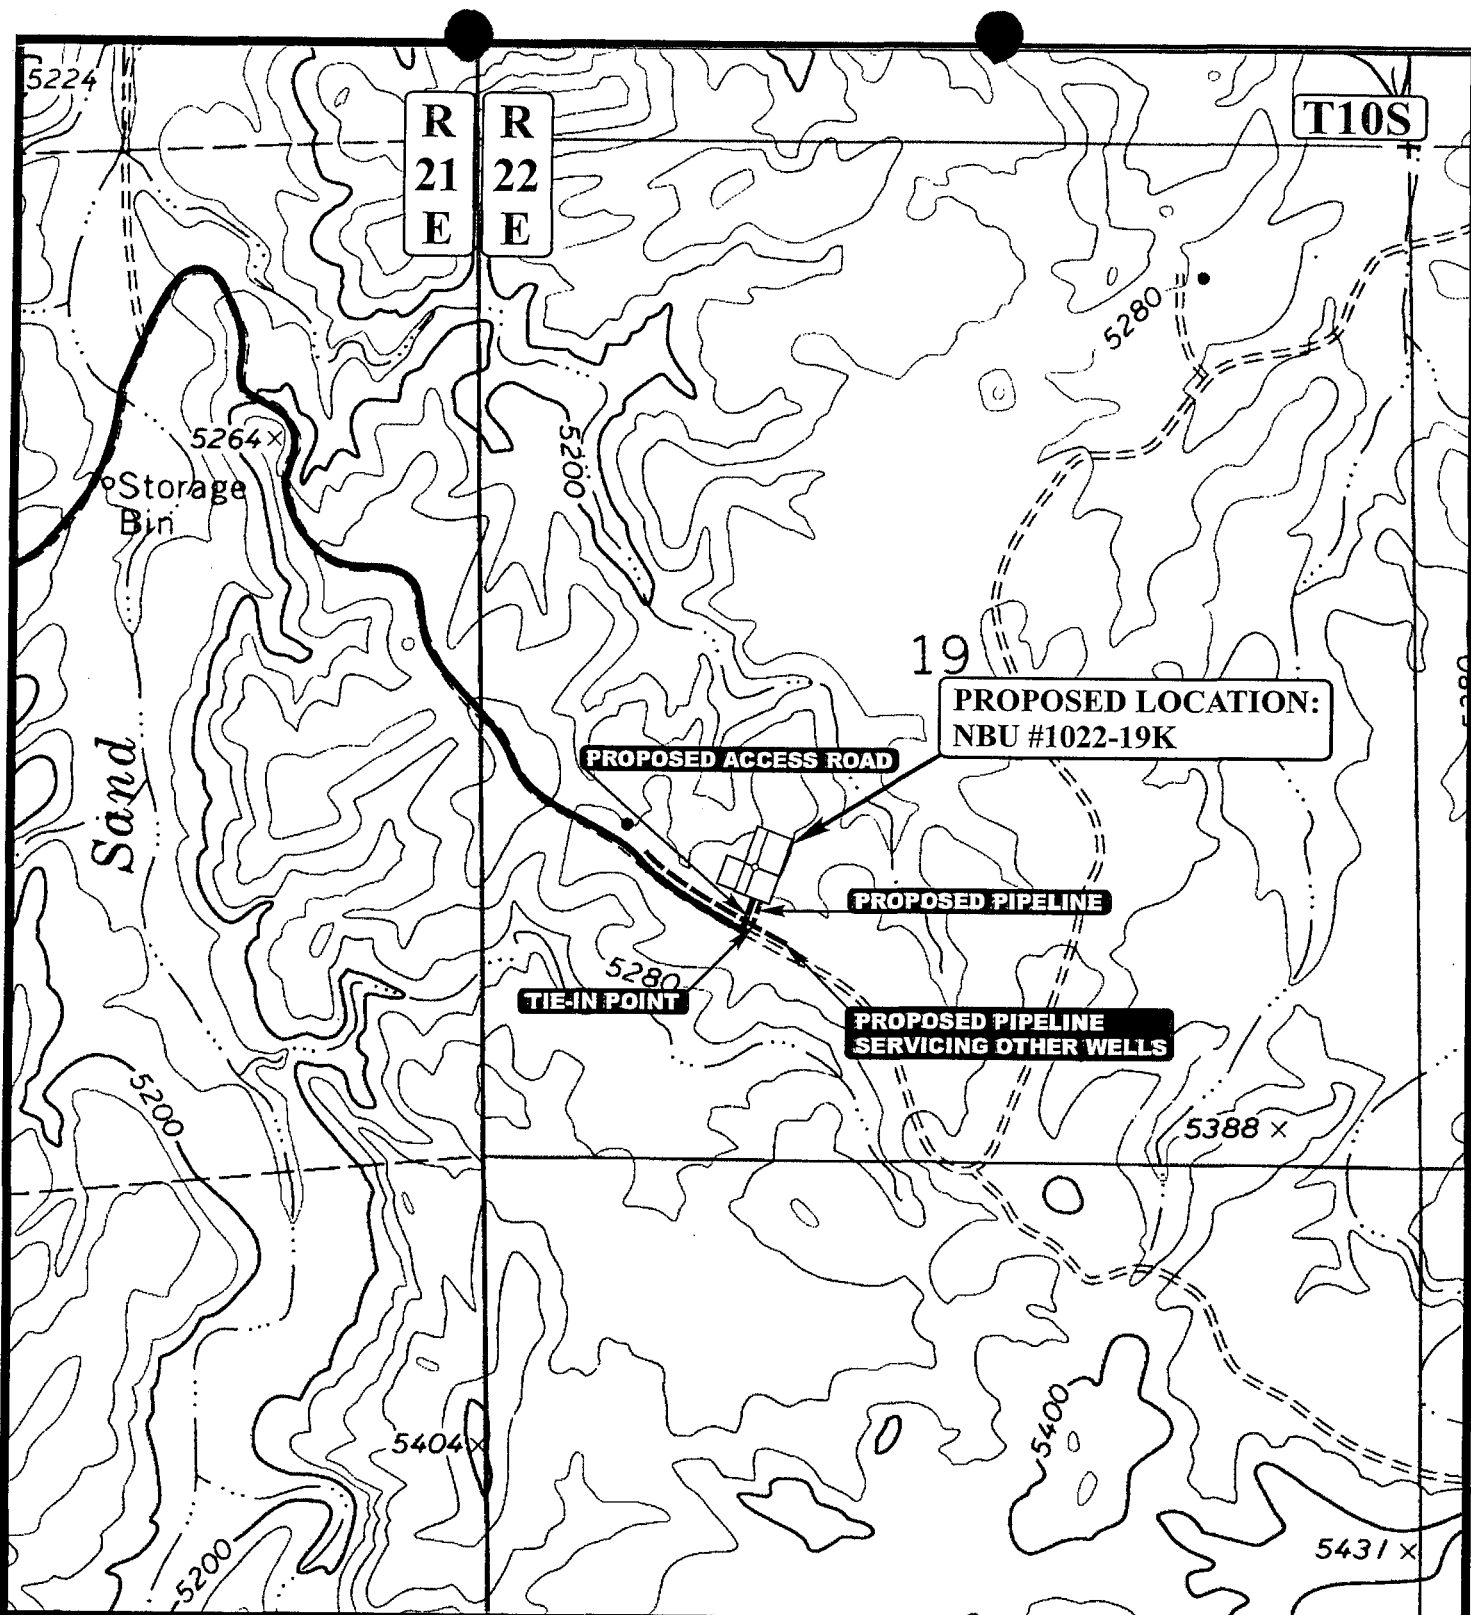 5224
R
21
E
R
22
E
T10S
5280
5264
5200
Storage
Bin
19
5280
PROPOSED LOCATION:
NBU #1022-19K
PROPOSED ACCESS ROAD
Sand
PROPOSED PIPELINE
5280
TIE-IN POINT
PROPOSED PIPELINE
SERVICING OTHER WELLS
5200
5388
5404
5400
5431
5200